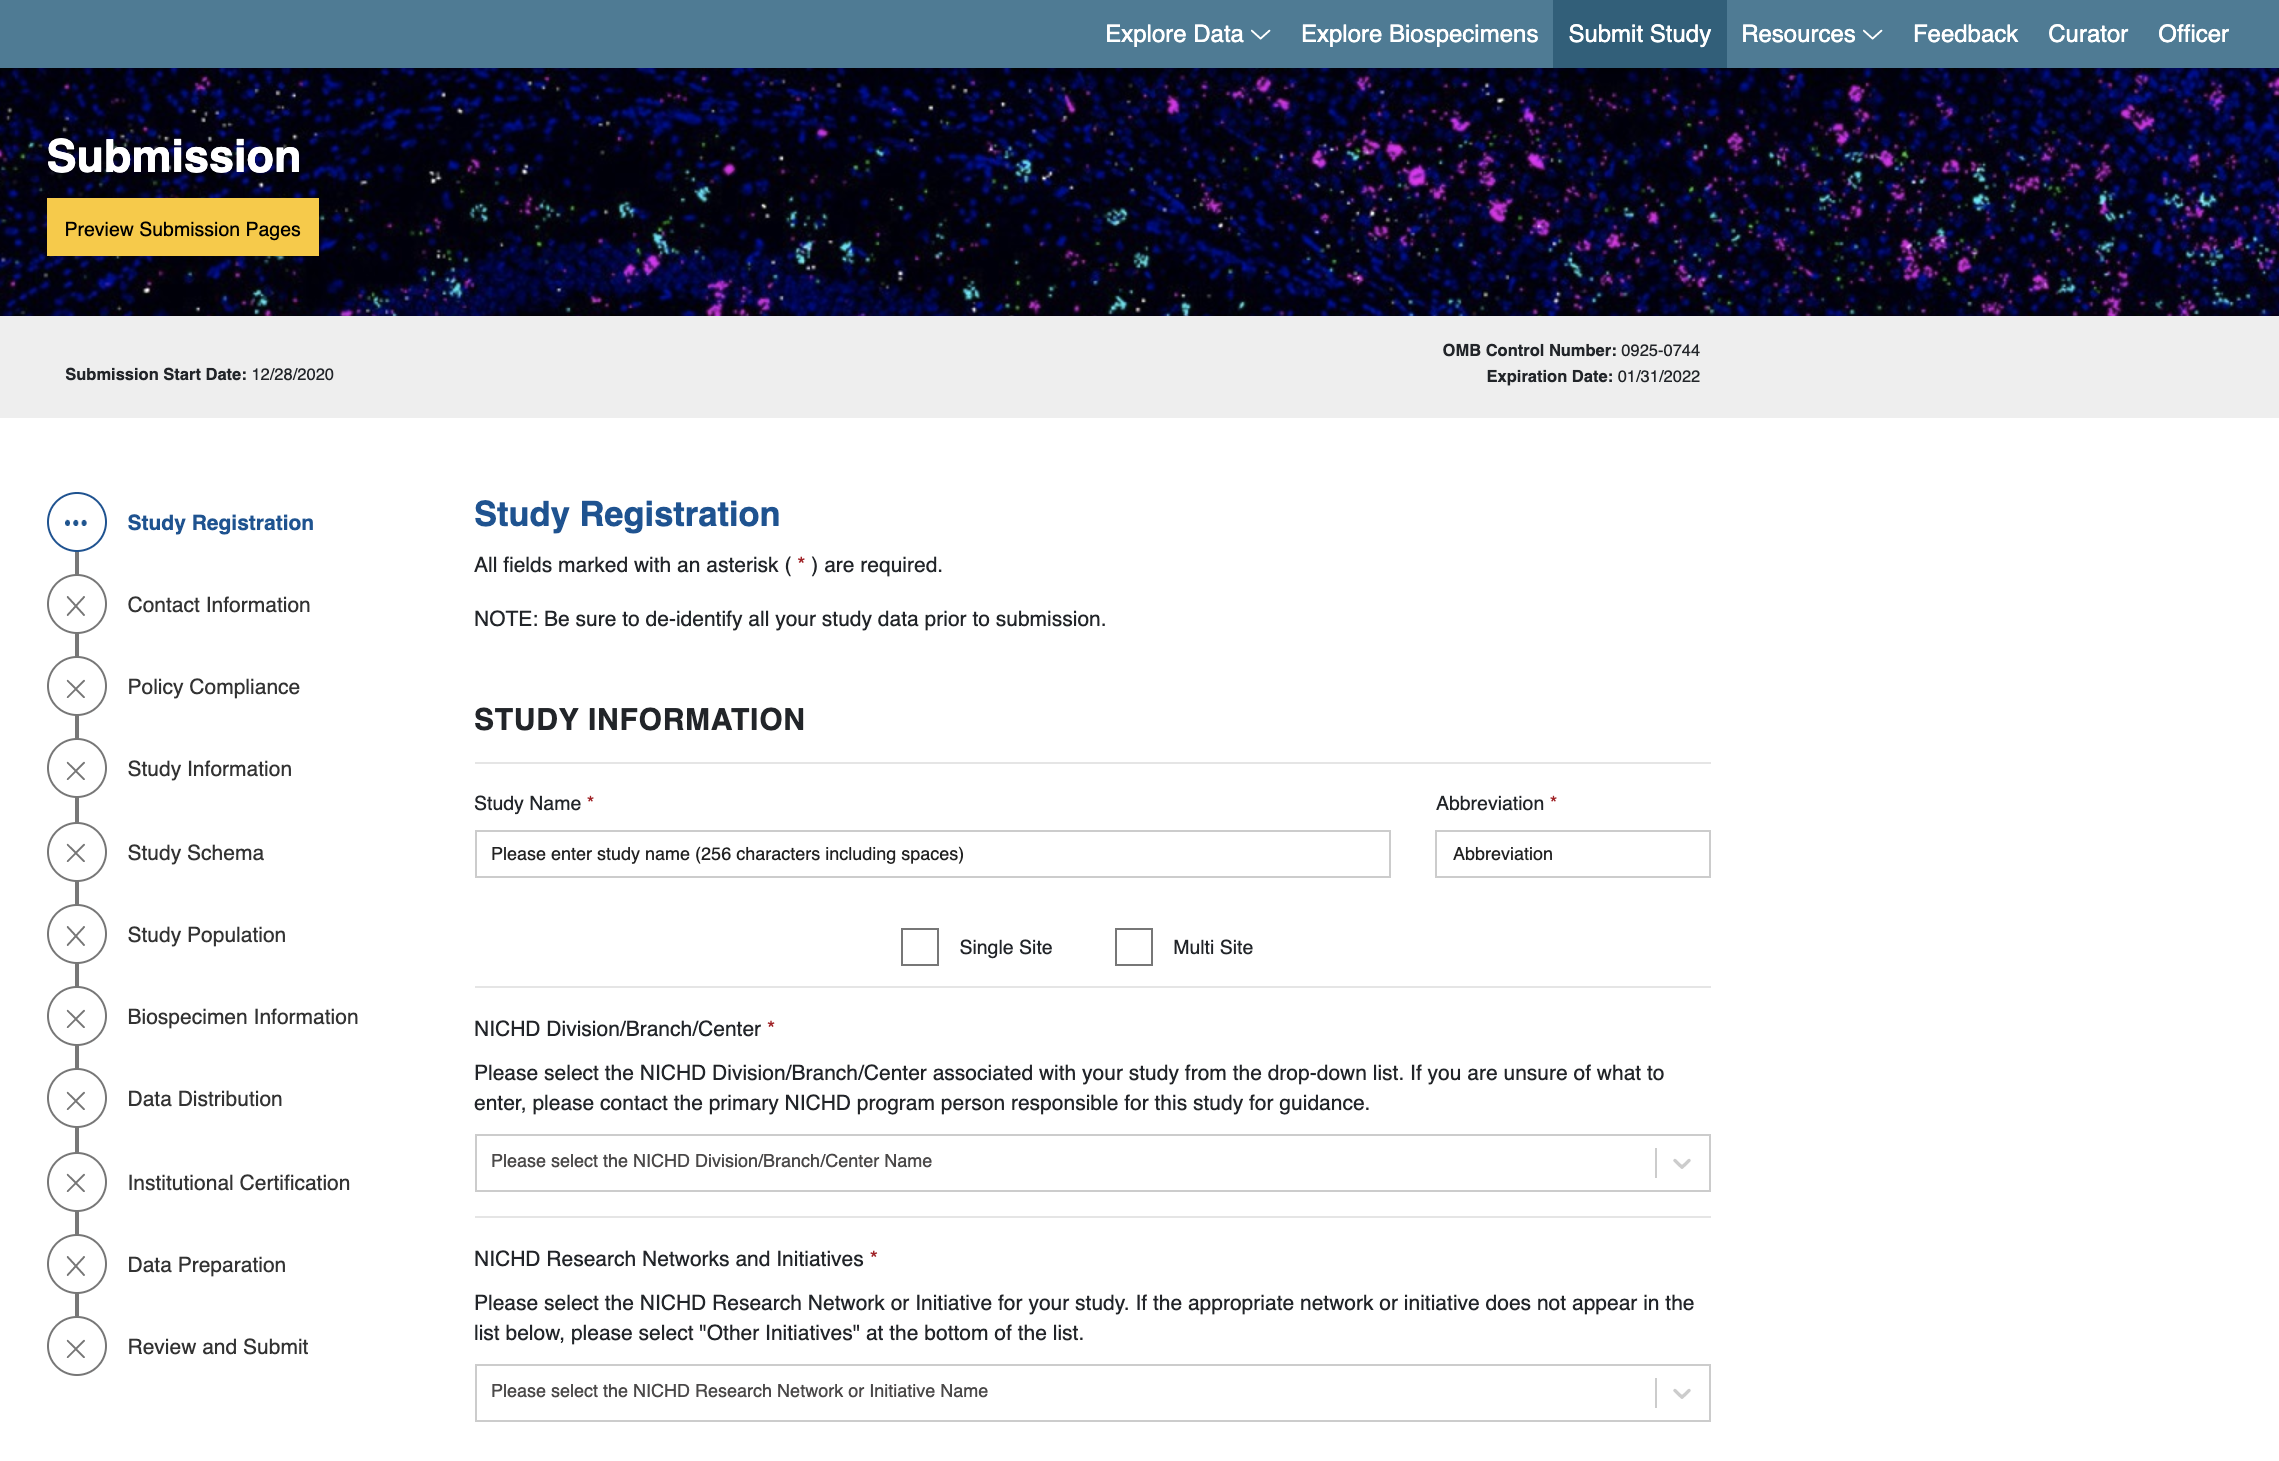 Explore Data Explore Biospecimens Submit Study Resources Feedback Curator Officer
Submission
Preview Submission Pages
Submission Start Date: 12/28/2020
OMB Control Number: 0925-0744
Expiration Date: 01/31/2022
Study Registration
Contact Information
Policy Compliance
Study Information
Study Schema
Study Population
Biospecimen Information
Data Distribution
Institutional Certification
Data Preparation
Review and Submit
Study Registration
All fields marked with an asterisk ( * ) are required.
NOTE: Be sure to de-identify all your study data prior to submission.
STUDY INFORMATION
Study Name *
Please enter study name (256 characters including spaces)
Abbreviation *
Abbreviation
Single Site
Multi Site
NICHD Division/Branch/Center *
Please select the NICHD Division/Branch/Center associated with your study from the drop-down list. If you are unsure of what to
enter, please contact the primary NICHD program person responsible for this study for guidance.
Please select the NICHD Division/Branch/Center Name
NICHD Research Networks and Initiatives *
Please select the NICHD Research Network or Initiative for your study. If the appropriate network or initiative does not appear in the
list below, please select "Other Initiatives" at the bottom of the list.
Please select the NICHD Research Network or Initiative Name